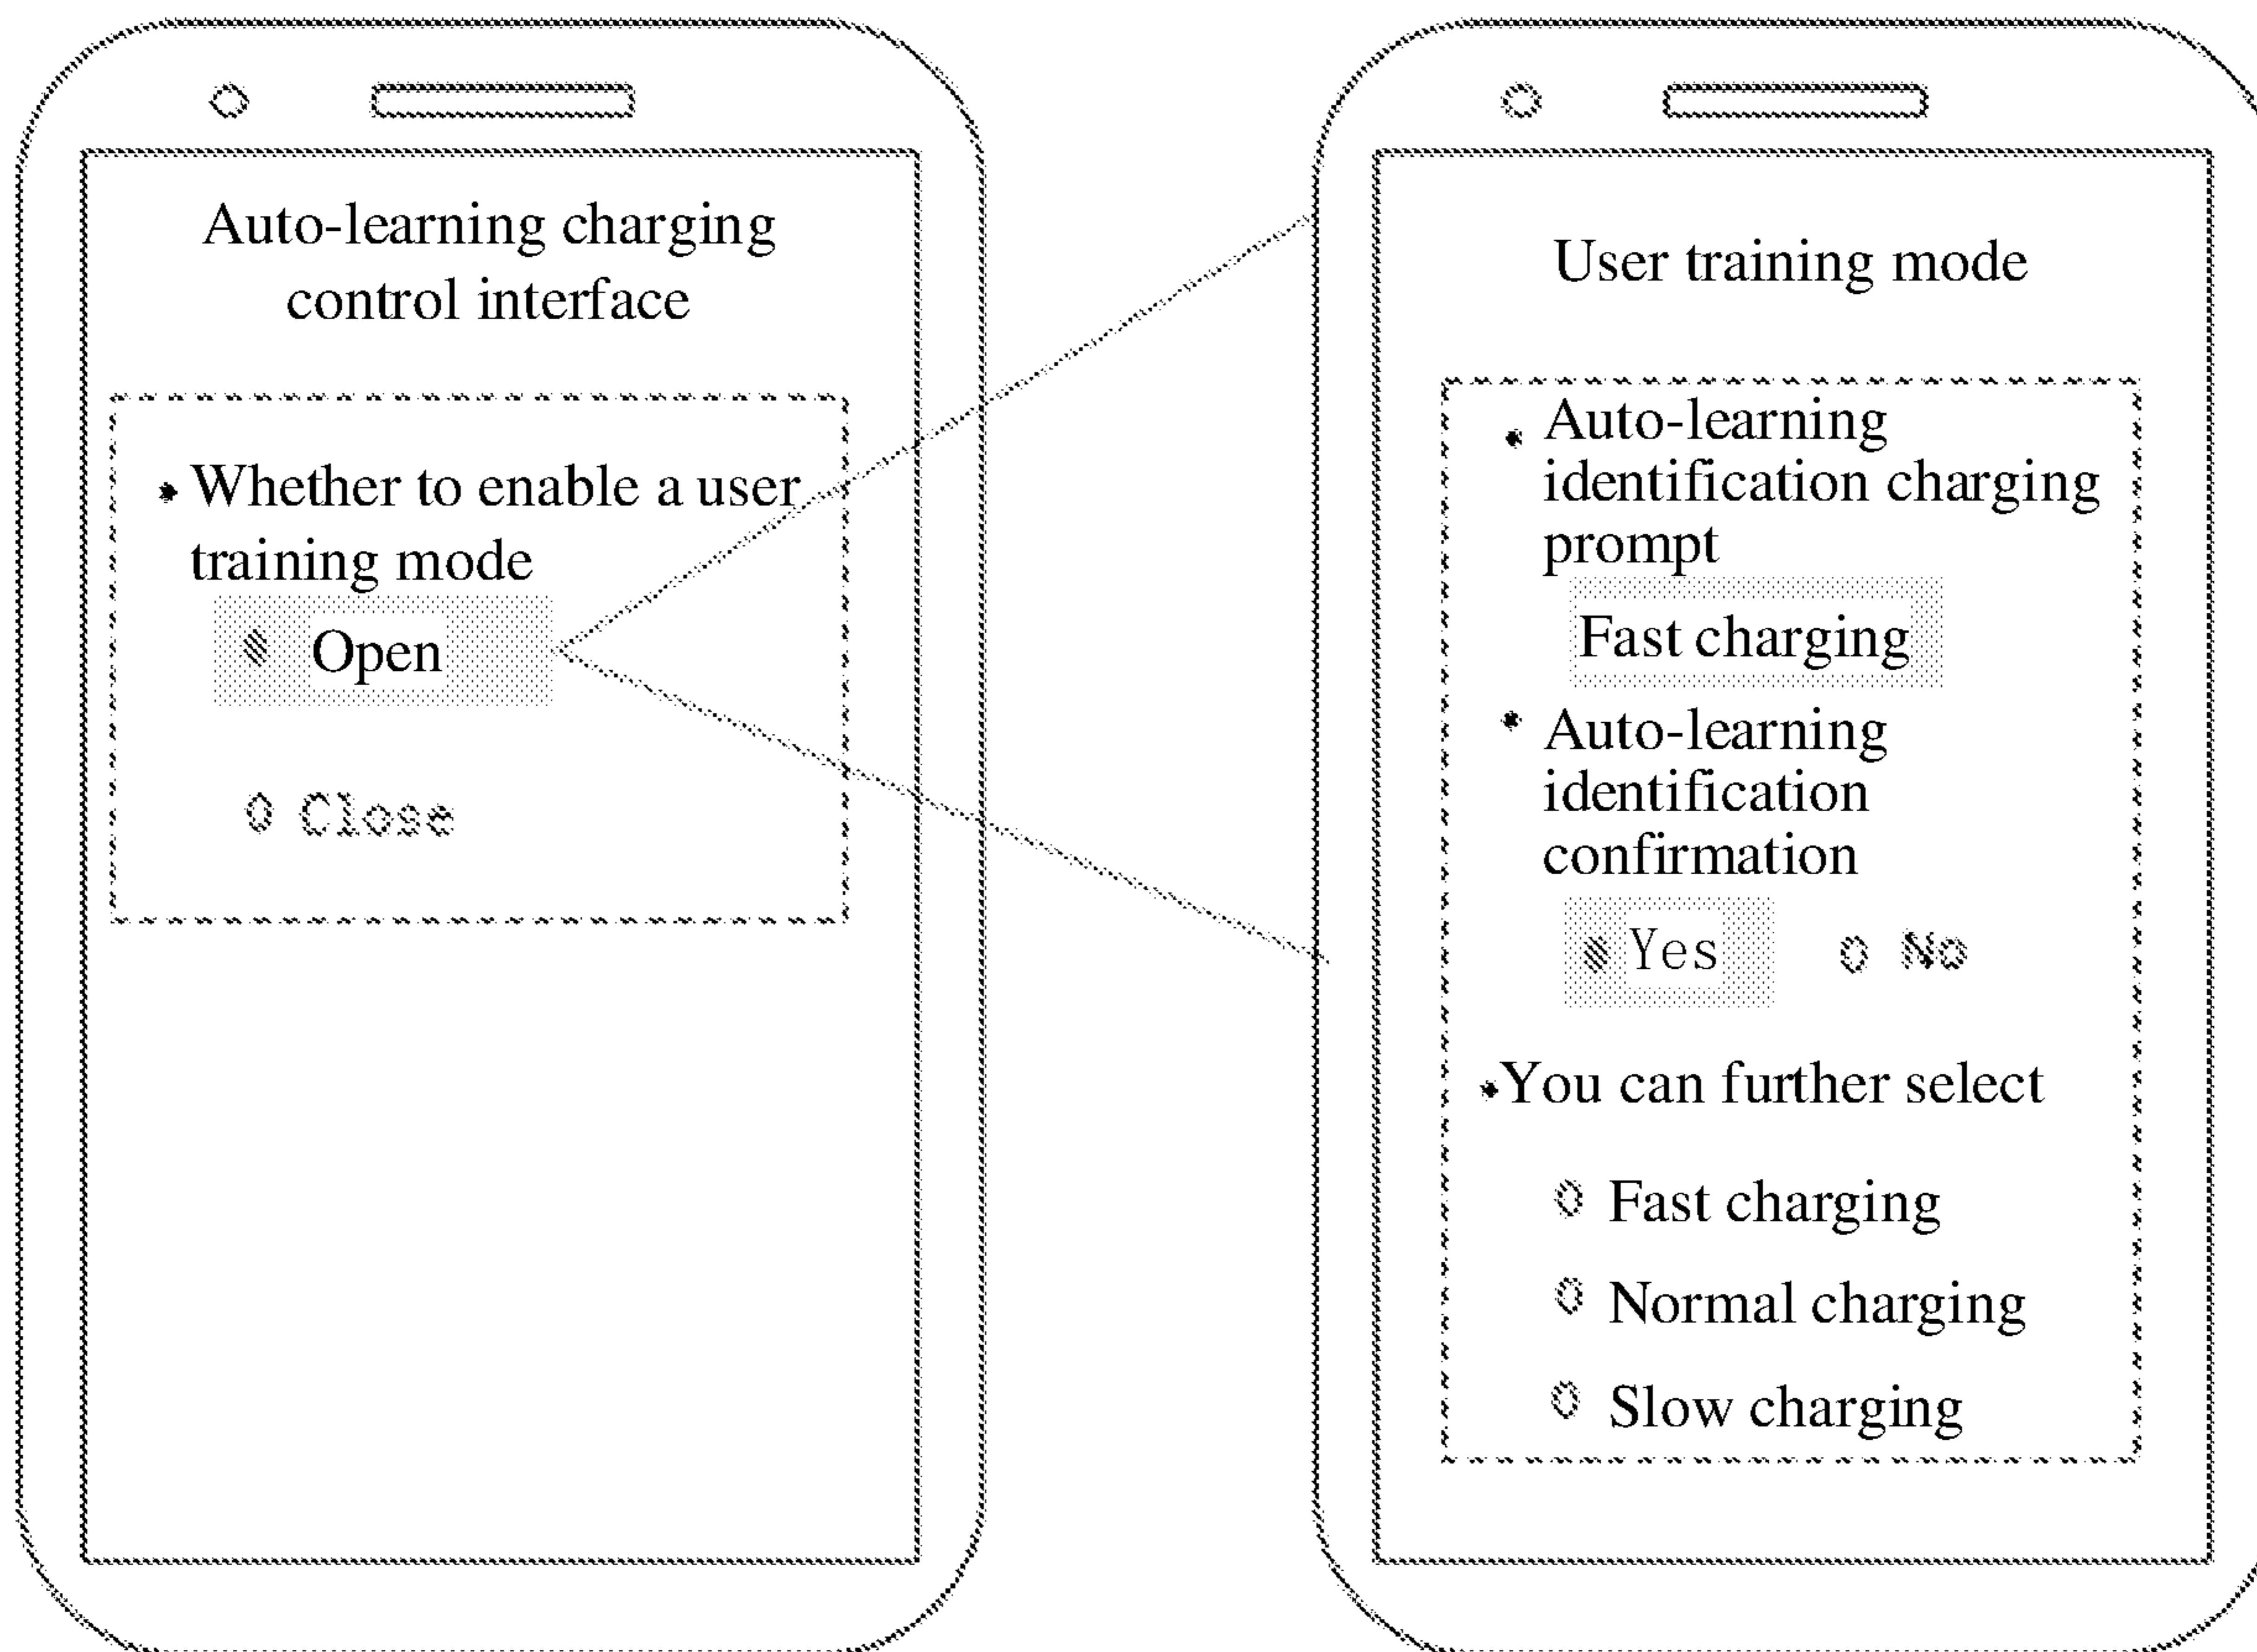 Auto-learning charging
control interface
Whether to enable a user
training mode
Open
Close
User training mode
Auto-learning
identification charging
prompt
Fast charging
Auto-learning
identification
confirmation
Yes No
You can further select
Fast charging
Normal charging
Slow charging